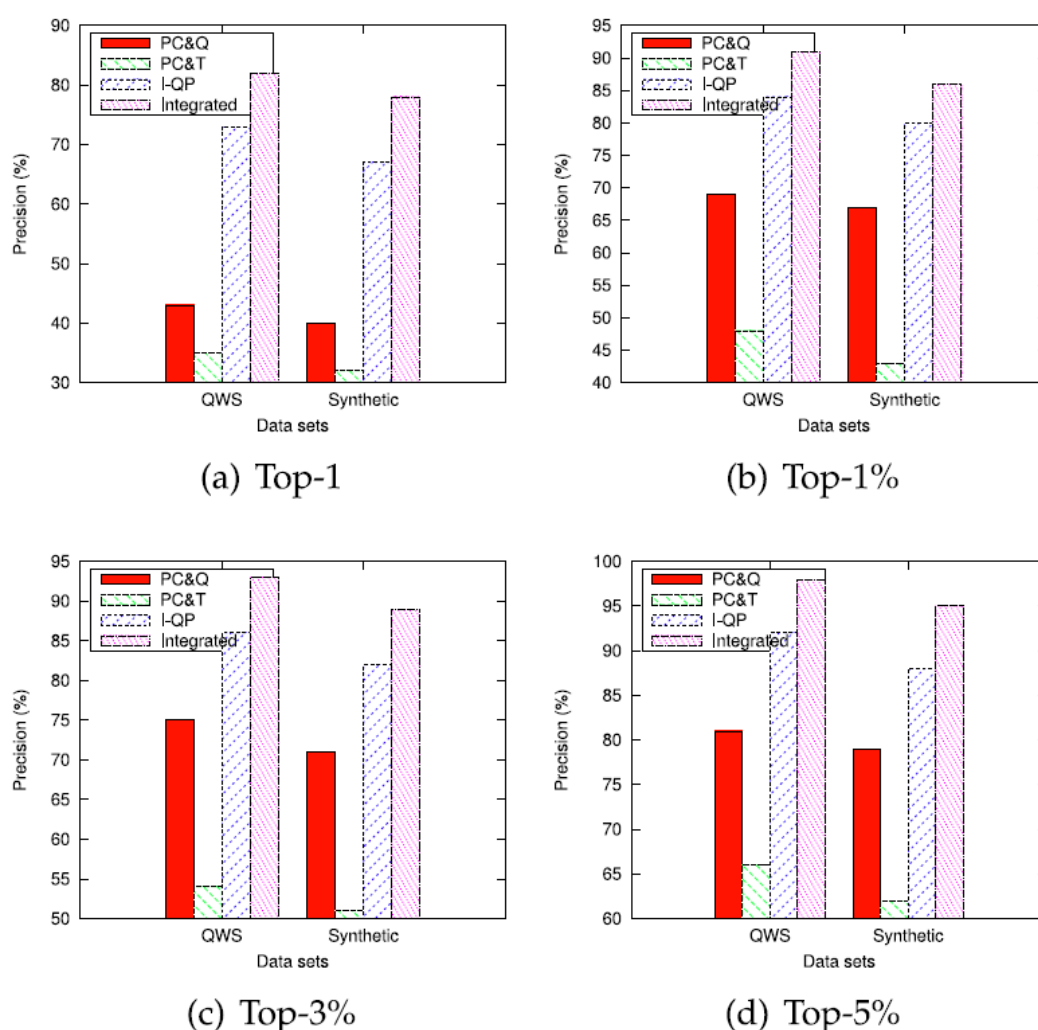 90
80
70
60
50
40
30
Precision (%)
PC&Q
PC&T
I-QP
Integrated
QWS Synthetic
Data sets
(a) Top-1
95
90
85
80
75
70
65
60
55
50
45
40
Precision (%)
PC&Q
PC&T
I-QP
Integrated
QWS Synthetic
Data sets
(b) Top-1%
95
90
85
80
75
70
65
60
55
50
Precision (%)
PC&Q
PC&T
I-QP
Integrated
QWS Synthetic
Data sets
(c) Top-3%
100
95
90
85
80
75
70
65
60
Precision (%)
PC&Q
PC&T
I-QP
Integrated
QWS Synthetic
Data sets
(d) Top-5%